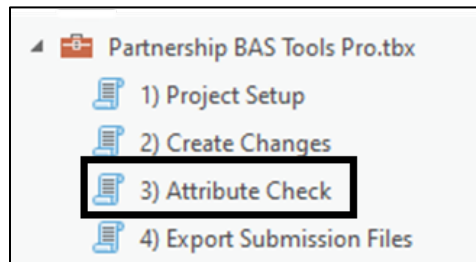 Partnership BAS Tools Pro.tbx
1) Project Setup
2) Create Changes
3) Attribute Check
4) Export Submission Files